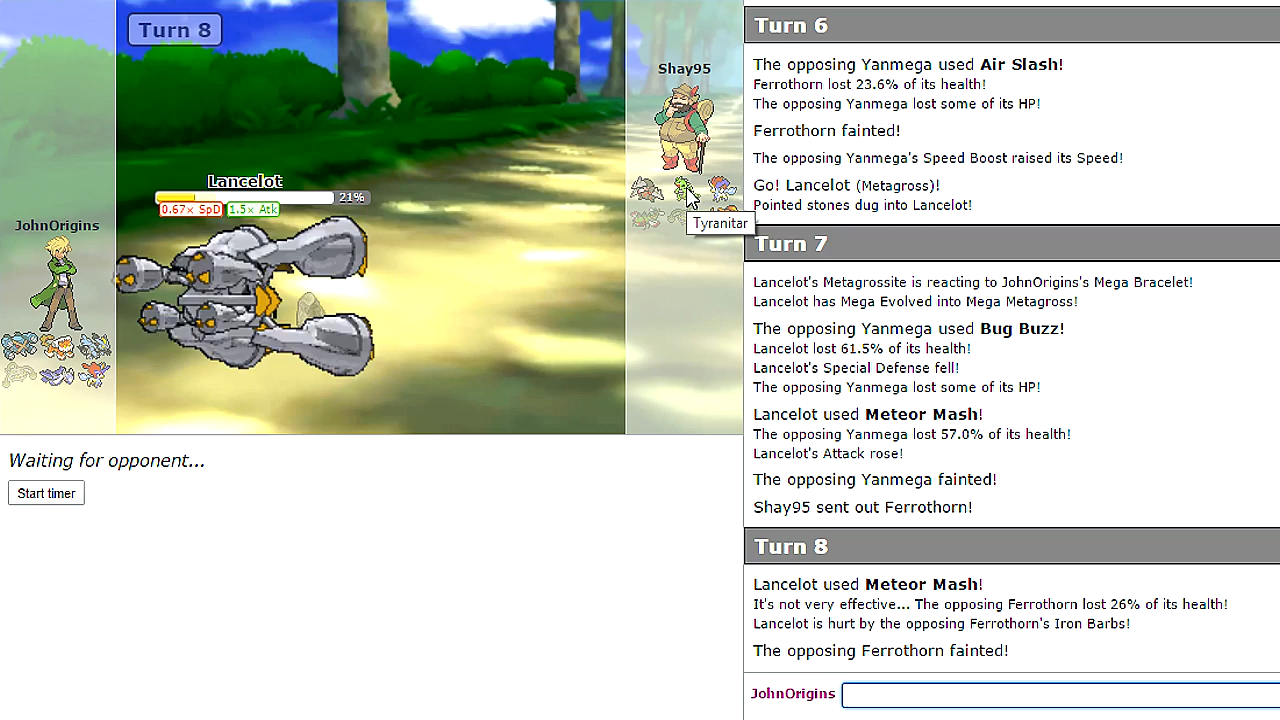 Turn 8
Shay95
Lancelot
21%
0.67× SpD 1.5× Atk
Tyranitar
JohnOrigins
Waiting for opponent...
Start timer
Turn 6
The opposing Yanmega used Air Slash!
Ferrothorn lost 23.6% of its health!
The opposing Yanmega lost some of its HP!
Ferrothorn fainted!
The opposing Yanmega's Speed Boost raised its Speed!
Go! Lancelot (Metagross)!
Pointed stones dug into Lancelot!
Turn 7
Lancelot's Metagrossite is reacting to JohnOrigins's Mega Bracelet!
Lancelot has Mega Evolved into Mega Metagross!
The opposing Yanmega used Bug Buzz!
Lancelot lost 61.5% of its health!
Lancelot's Special Defense fell!
The opposing Yanmega lost some of its HP!
Lancelot used Meteor Mash!
The opposing Yanmega lost 57.0% of its health!
Lancelot's Attack rose!
The opposing Yanmega fainted!
Shay95 sent out Ferrothorn!
Turn 8
Lancelot used Meteor Mash!
It's not very effective... The opposing Ferrothorn lost 26% of its health!
Lancelot is hurt by the opposing Ferrothorn's Iron Barbs!
The opposing Ferrothorn fainted!
JohnOrigins